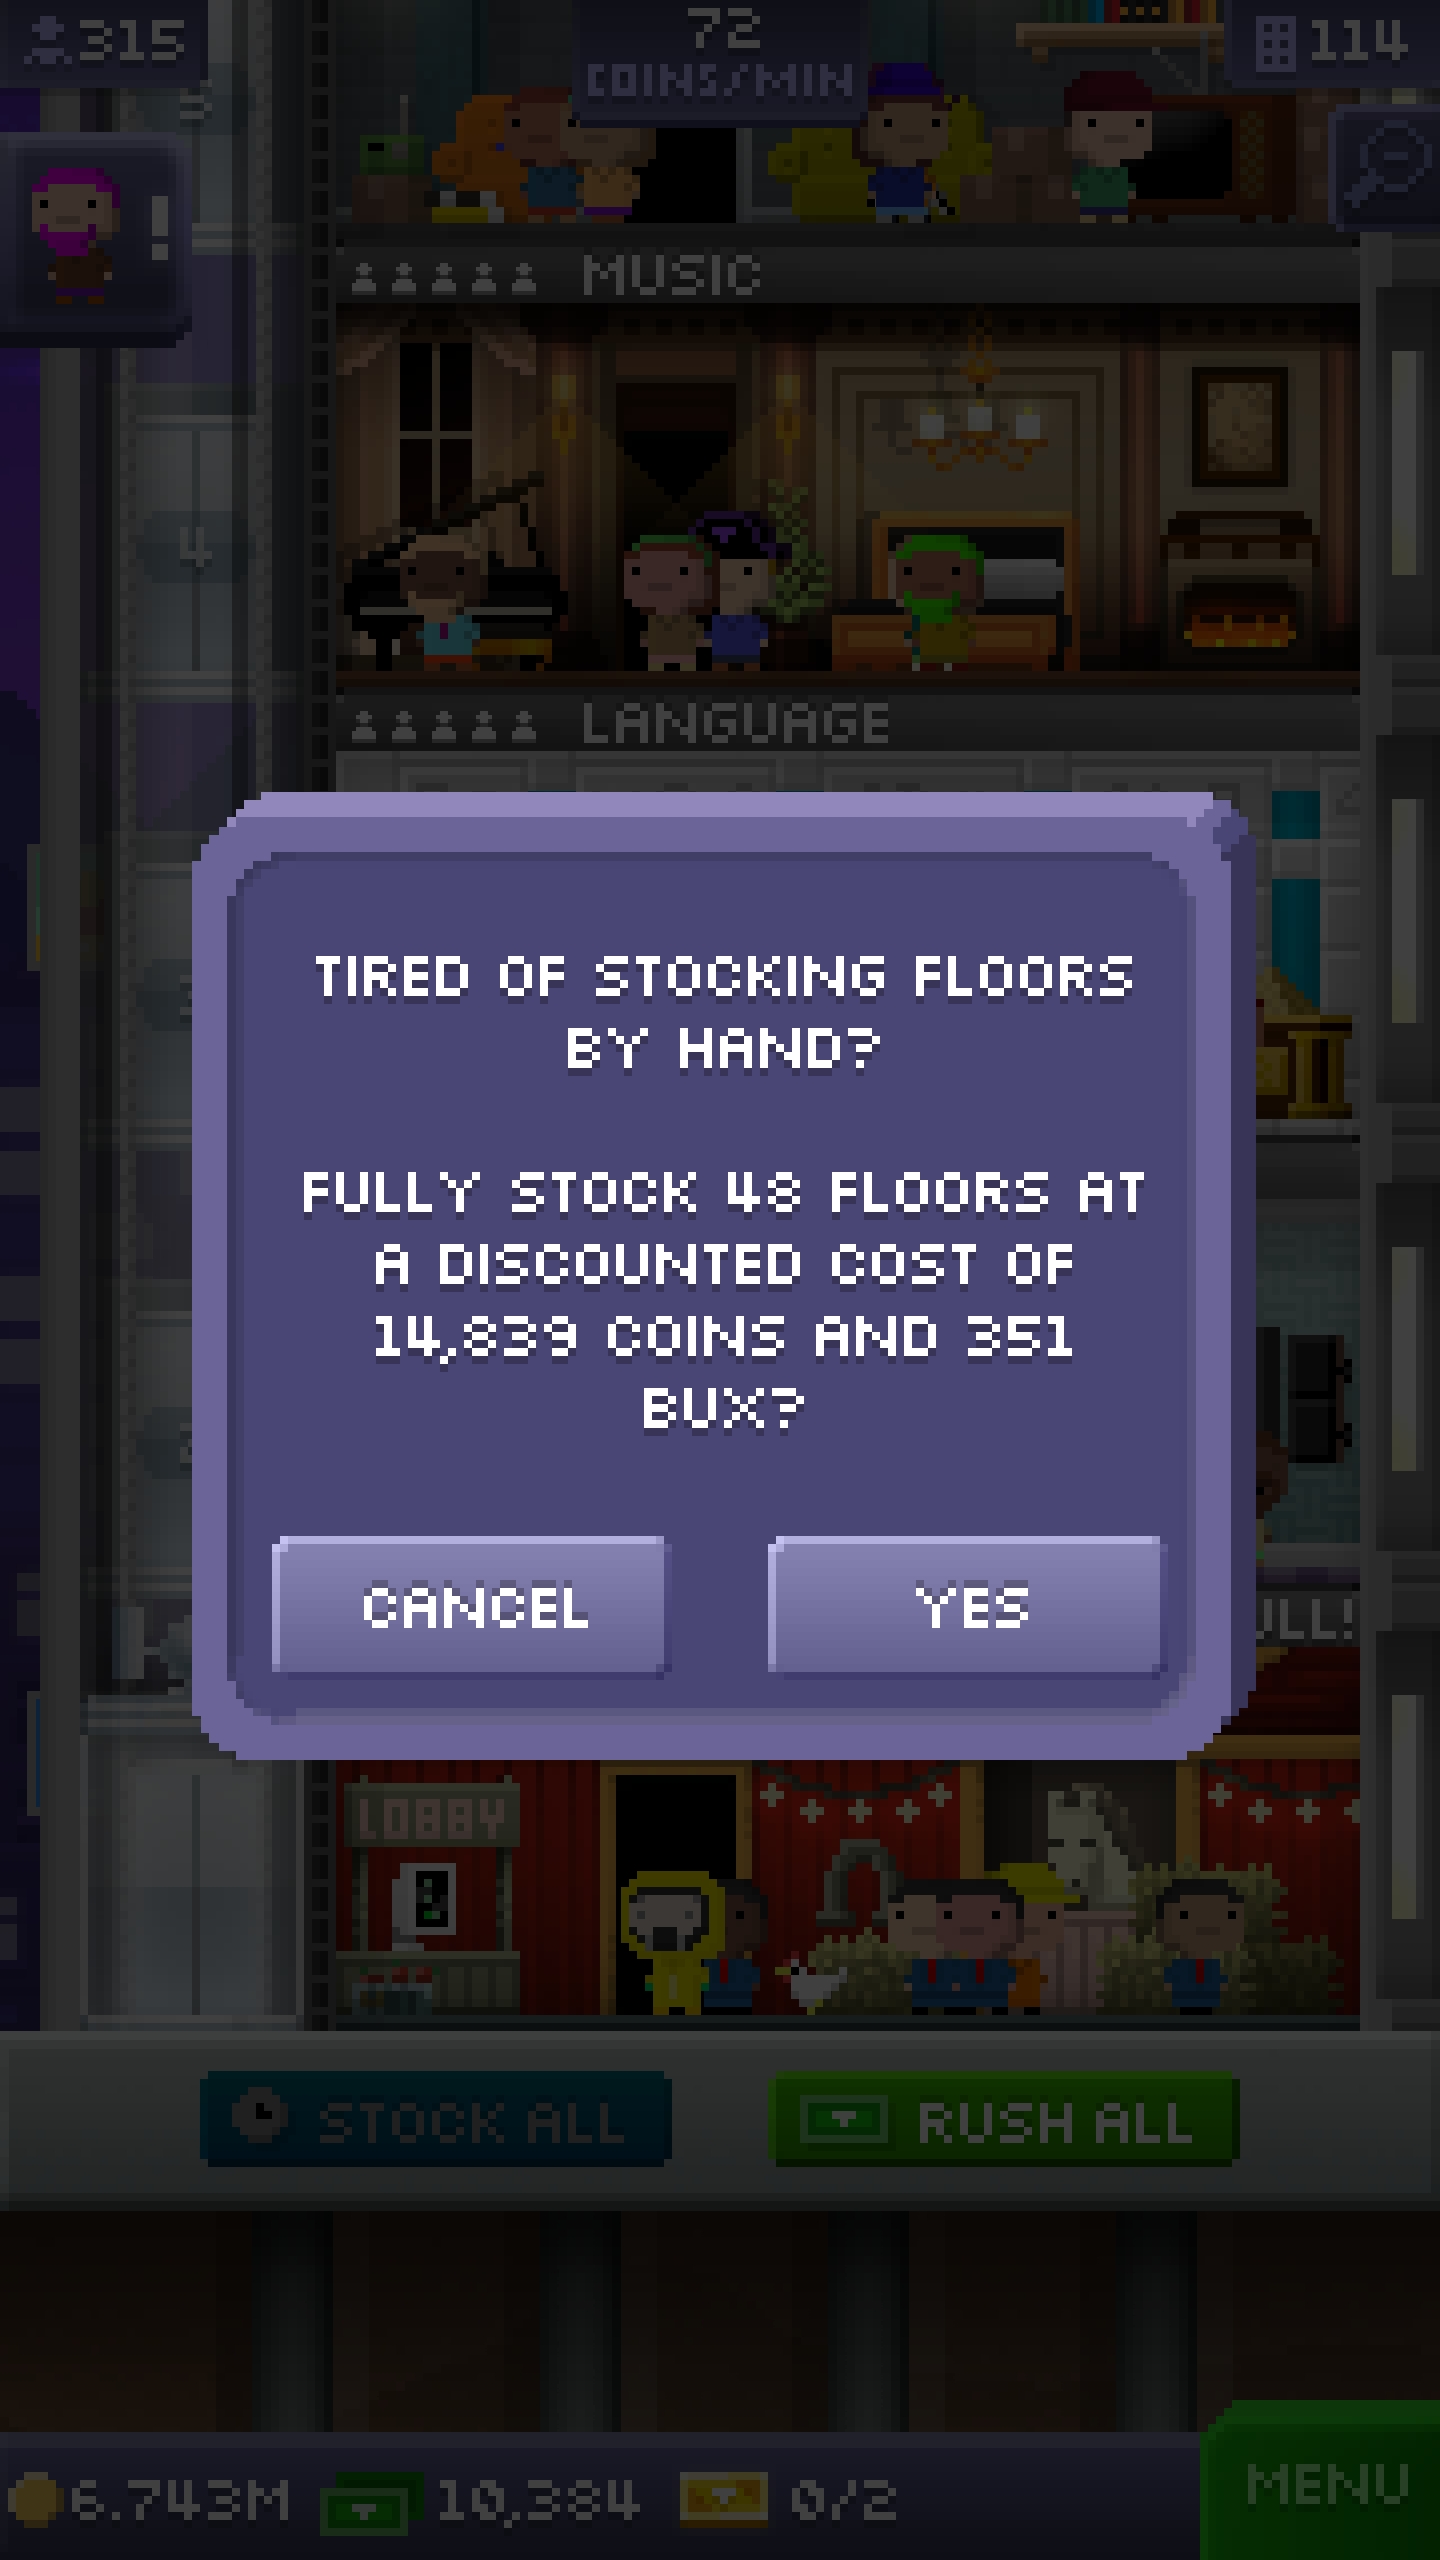 315
72
COINS/MIN
114
5
!
MUSIC
4
LANGUAGE
TIRED OF STOCKING FLOORS
BY HAND?
FULLY STOCK 48 FLOORS AT
A DISCOUNTED COST OF
14,839 COINS AND 351
BUX?
CANCEL
YES
ULL!
LOBBY
STOCK ALL
RUSH ALL
6.743M
10,384
0/2
MENU